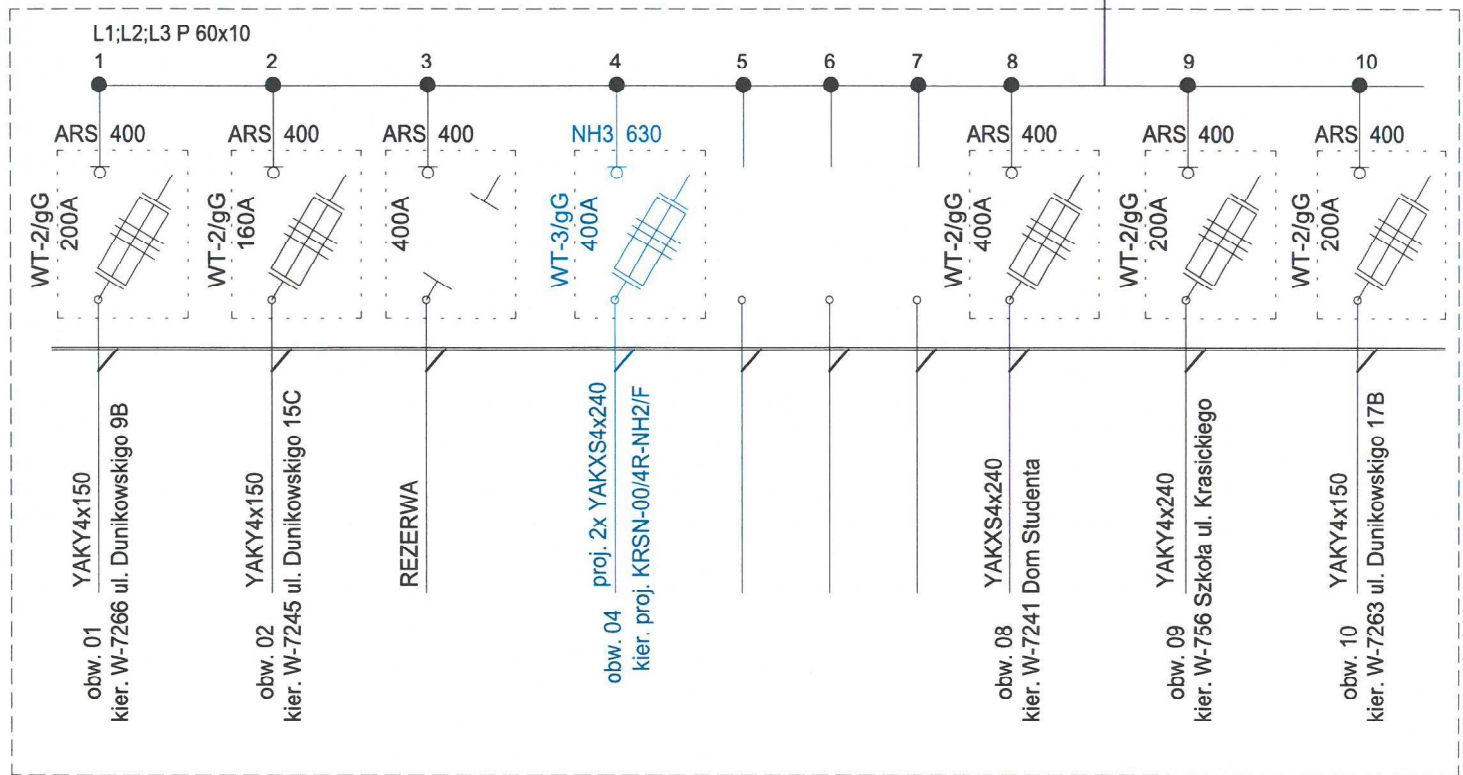 L1;L2;L3 P 60x10
1
2
3
4
5
6
7
8
9
10
ARS 400
ARS 400
ARS 400
NH3 630
ARS 400
ARS 400
ARS 400
WT-2/gG
200A
WT-2/gG
160A
400A
WT-3/gG
400A
WT-2/gG
400A
WT-2/gG
200A
WT-2/gG
200A
obw. 01 YAKY4x150
kier. W-7266 ul. Dunikowskigo 9B
obw. 02 YAKY4x150
kier. W-7245 ul. Dunikowskigo 15C
REZERWA
obw. 04 proj. 2x YAKXS4x240
kier. proj. KRSN-00/4R-NH2/F
obw. 08 YAKXS4x240
kier. W-7241 Dom Studenta
obw. 09 YAKY4x240
kier. W-756 Szkoła ul. Krasickiego
obw. 10 YAKY4x150
kier. W-7263 ul. Dunikowskigo 17B